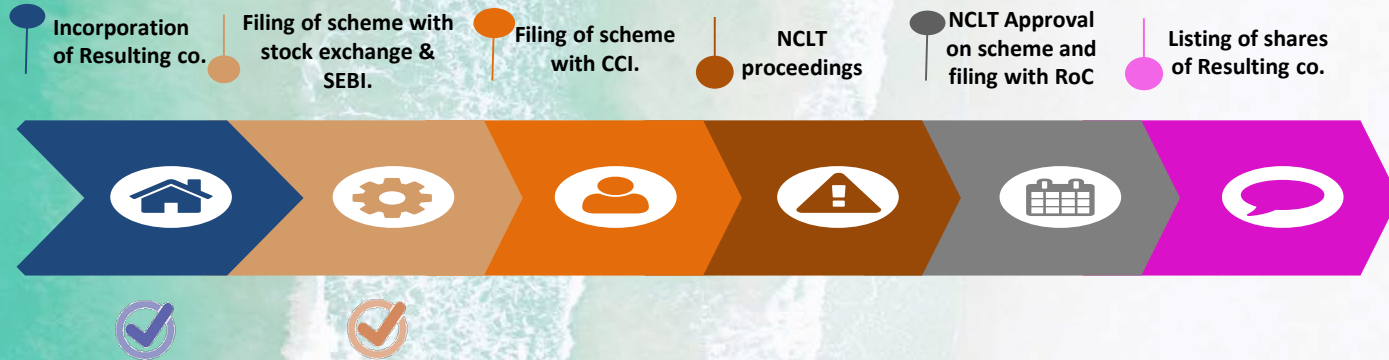 Incorporation
of Resulting co.
Filing of scheme with
stock exchange &
SEBI.
Filing of scheme
with CCI.
NCLT
proceedings
NCLT Approval
on scheme and
filing with RoC
Listing of shares
of Resulting co.